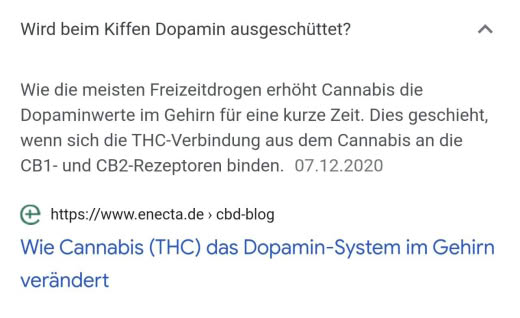 Wird beim Kiffen Dopamin ausgeschüttet?
Wie die meisten Freizeitdrogen erhöht Cannabis die
Dopaminwerte im Gehirn für eine kurze Zeit. Dies geschieht,
wenn sich die THC-Verbindung aus dem Cannabis an die
CB1- und CB2-Rezeptoren binden. 07.12.2020
https://www.enecta.de › cbd-blog
Wie Cannabis (THC) das Dopamin-System im Gehirn
verändert